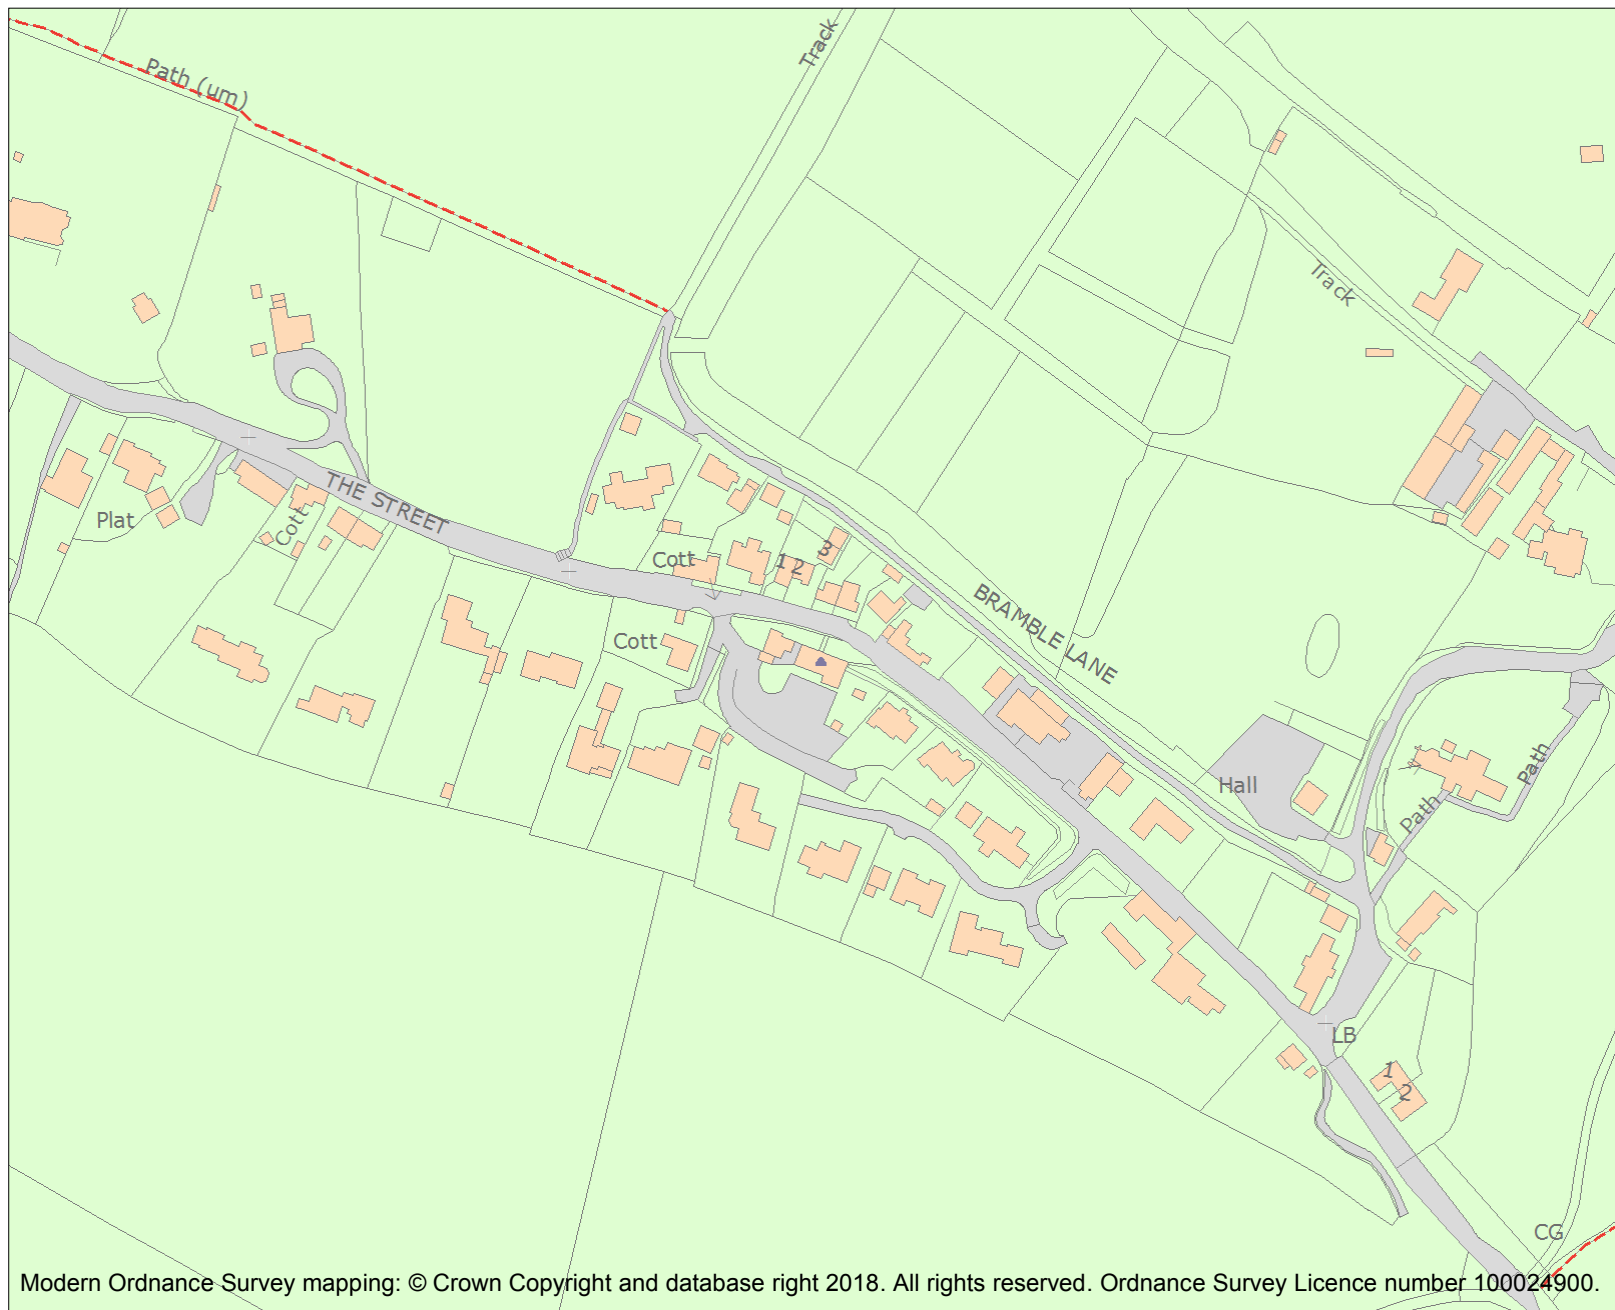 Track
Path (um)
Track
THE STREET
Plat
Cott
Cott
1 2
3
BRAMBLE LANE
Cott
Hall
Path
Path
LB
1
2
CG
Modern Ordnance Survey mapping: © Crown Copyright and database right 2018. All rights reserved. Ordnance Survey Licence number 100024900.